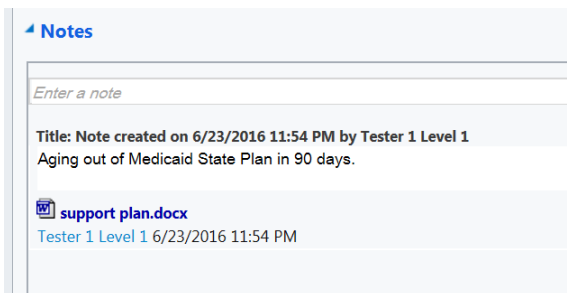 Notes
Enter a note
Title: Note created on 6/23/2016 11:54 PM by Tester 1 Level 1
Aging out of Medicaid State Plan in 90 days.
support plan.docx
Tester 1 Level 1 6/23/2016 11:54 PM